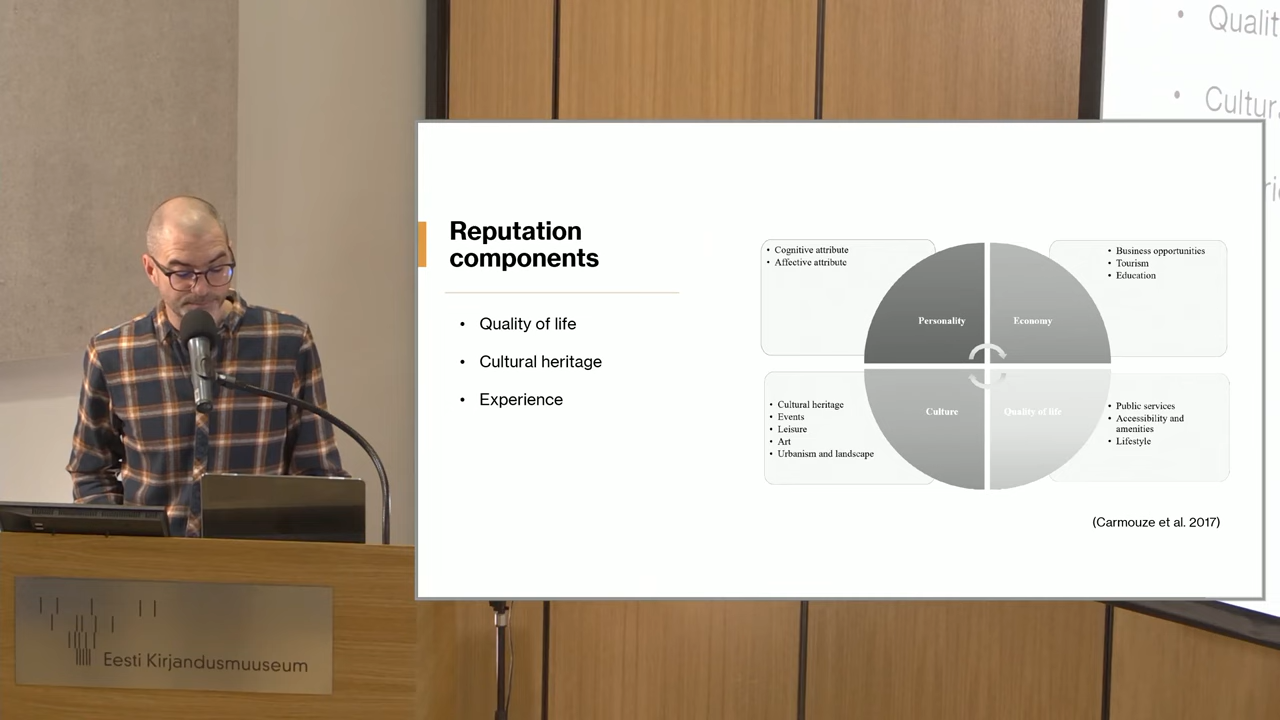 • Qualit
• Cultur
Reputation
components
• Quality of life
• Cultural heritage
• Experience
• Cognitive attribute
• Affective attribute
• Business opportunities
• Tourism
• Education
Personality
Economy
• Cultural heritage
• Events
• Leisure
• Art
• Urbanism and landscape
Culture
Quality of life
• Public services
• Accessibility and
amenities
• Lifestyle
(Carmouze et al. 2017)
Eesti Kirjandusmuuseum